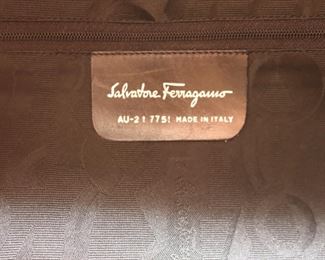 Salvatore Ferragamo
AU-21 7751 MADE IN ITALY